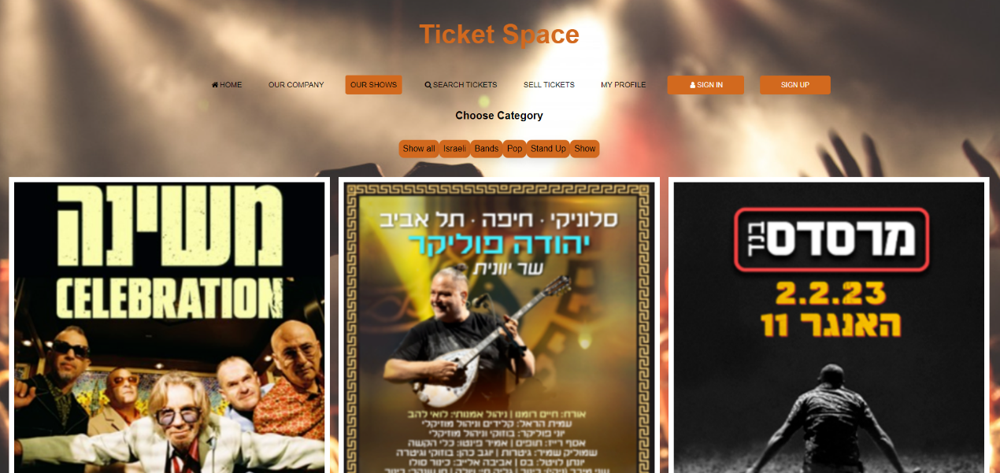 Ticket Space
HOME
OUR COMPANY
OUR SHOWS
SEARCH TICKETS
SELL TICKETS
MY PROFILE
SIGN IN
SIGN UP
Choose Category
Show all
Israeli
Bands
Pop
Stand Up
Show
משינה
CELEBRATION
סלוניקי · חיפה · תל אביב
יהודה פוליקר
שר יוונית
אורח: חיים רומנו | ניהול אמנותי: לואי להב
עמית הראל: קלידים וניהול מוזיקלי
יוני פוליקר: בוזוקי וניהול מוזיקלי
אסף רייז: תופים | אמיר פינטו: כלי הקשה
שמוליק שמיר: גיטרות | יוגב כהן: בוזוקי וגיטרה
יונתן לויטל: בס | אביבה אלייב: כינור סולו
מרסדס בנד
2.2.23
האנגר 11